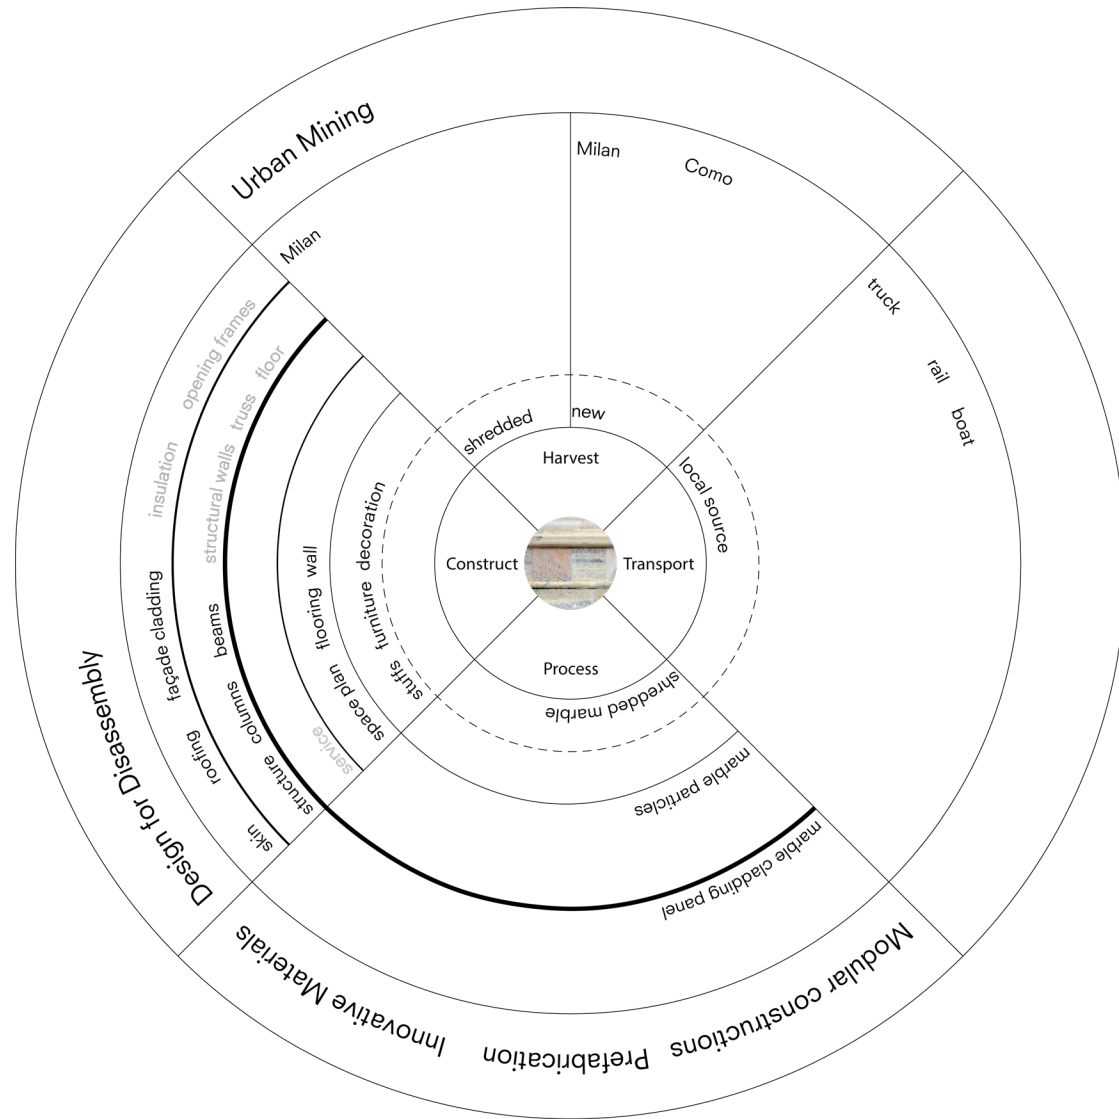 Urban Mining
Milan
Milan
Como
truck
rail
boat
shredded
new
local source
Harvest
Construct
Transport
Process
shredded marble
marble particles
marble cladding panel
opening frames
insulation
façade cladding
roofing
skin
floor
truss
structural walls
beams
columns
structure
service
wall
flooring
space plan
decoration
furniture
stuffs
Design for Disassembly
Innovative Materials
Prefabrication
Modular constructions